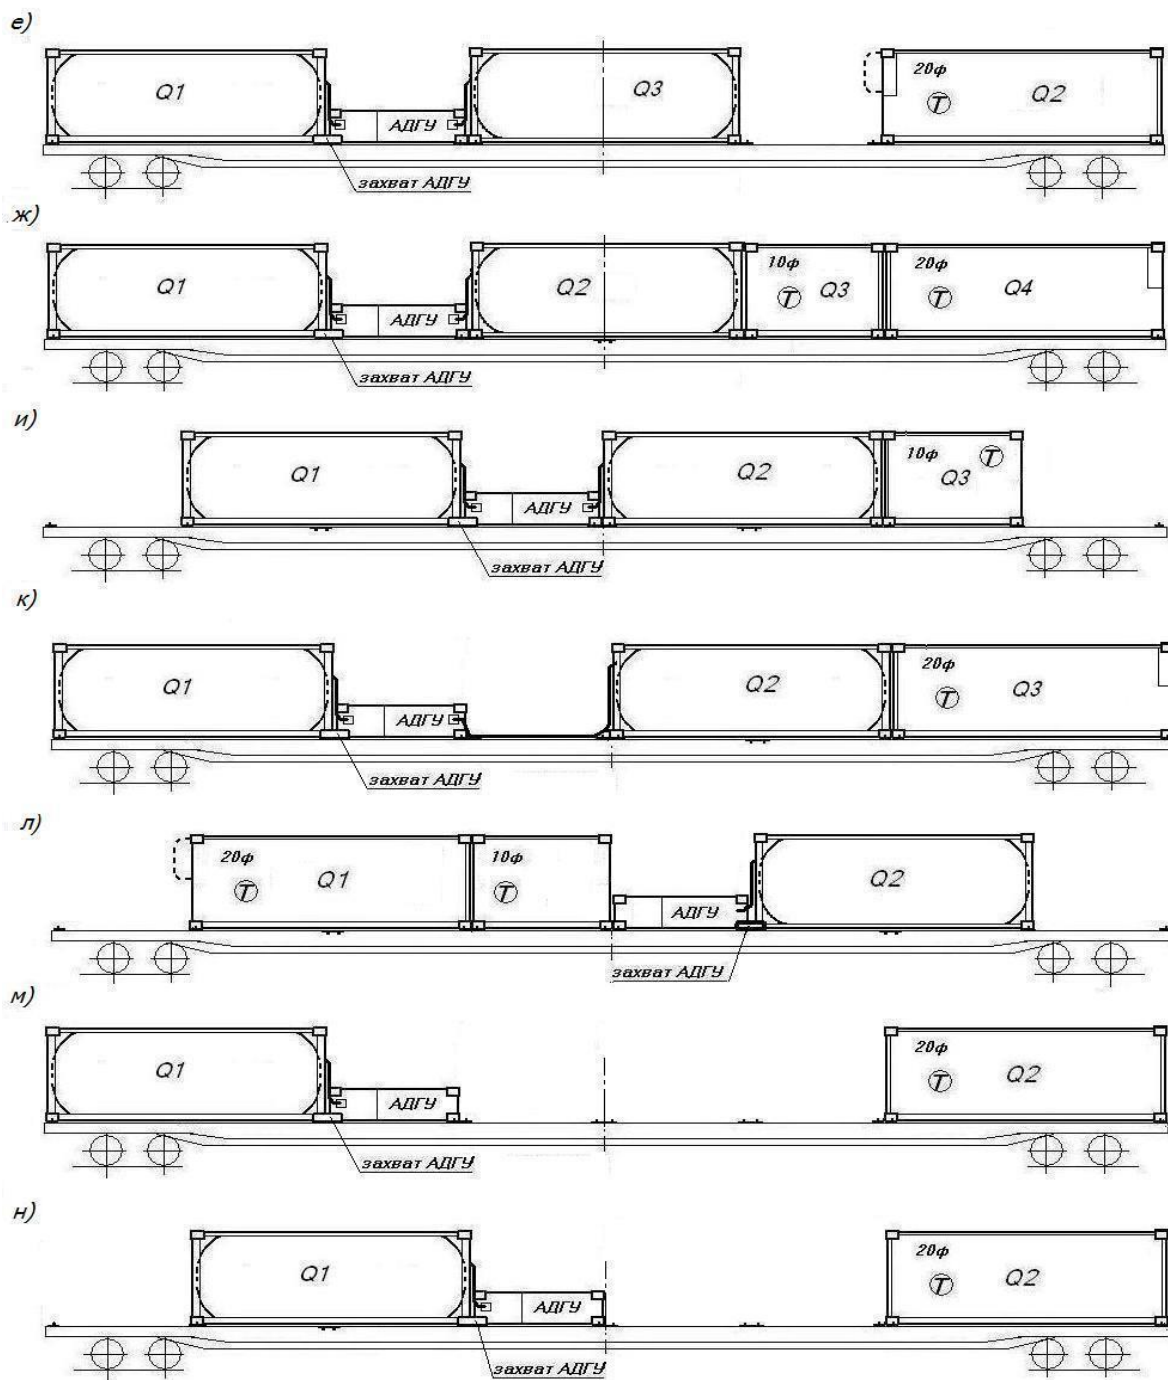 е)
Q1 АДГУ Q3 20ф Т Q2
захват АДГУ
ж)
Q1 АДГУ Q2 10ф Т Q3 20ф Т Q4
захват АДГУ
и)
Q1 АДГУ Q2 10ф Т Q3
захват АДГУ
к)
Q1 АДГУ Q2 20ф Т Q3
захват АДГУ
л)
20ф Т Q1 10ф Т АДГУ Q2
захват АДГУ
м)
Q1 АДГУ 20ф Т Q2
захват АДГУ
н)
Q1 АДГУ 20ф Т Q2
захват АДГУ